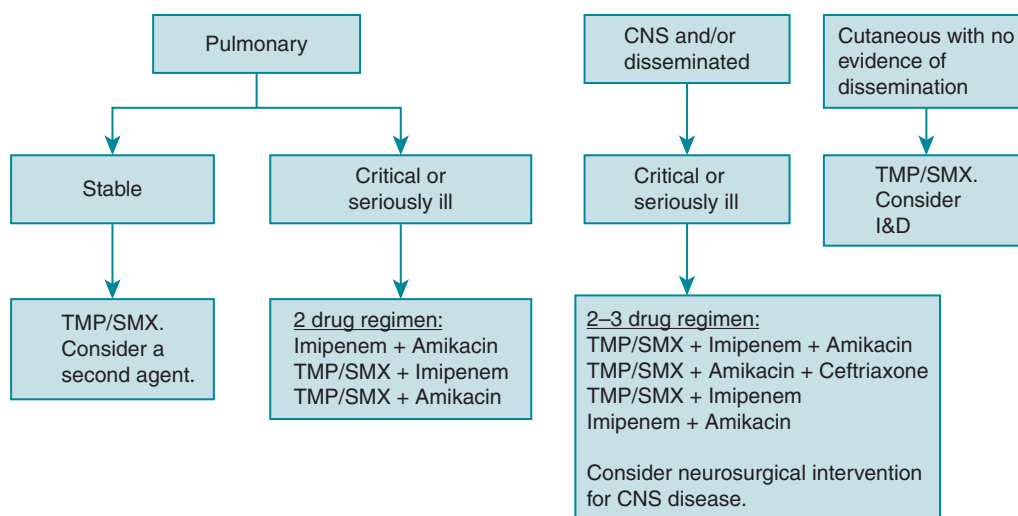 Pulmonary
CNS and/or
disseminated
Cutaneous with no
evidence of
dissemination
Stable
Critical or
seriously ill
Critical or
seriously ill
TMP/SMX.
Consider
I&D
TMP/SMX.
Consider a
second agent.
2 drug regimen:
Imipenem + Amikacin
TMP/SMX + Imipenem
TMP/SMX + Amikacin
2–3 drug regimen:
TMP/SMX + Imipenem + Amikacin
TMP/SMX + Amikacin + Ceftriaxone
TMP/SMX + Imipenem
Imipenem + Amikacin
Consider neurosurgical intervention
for CNS disease.